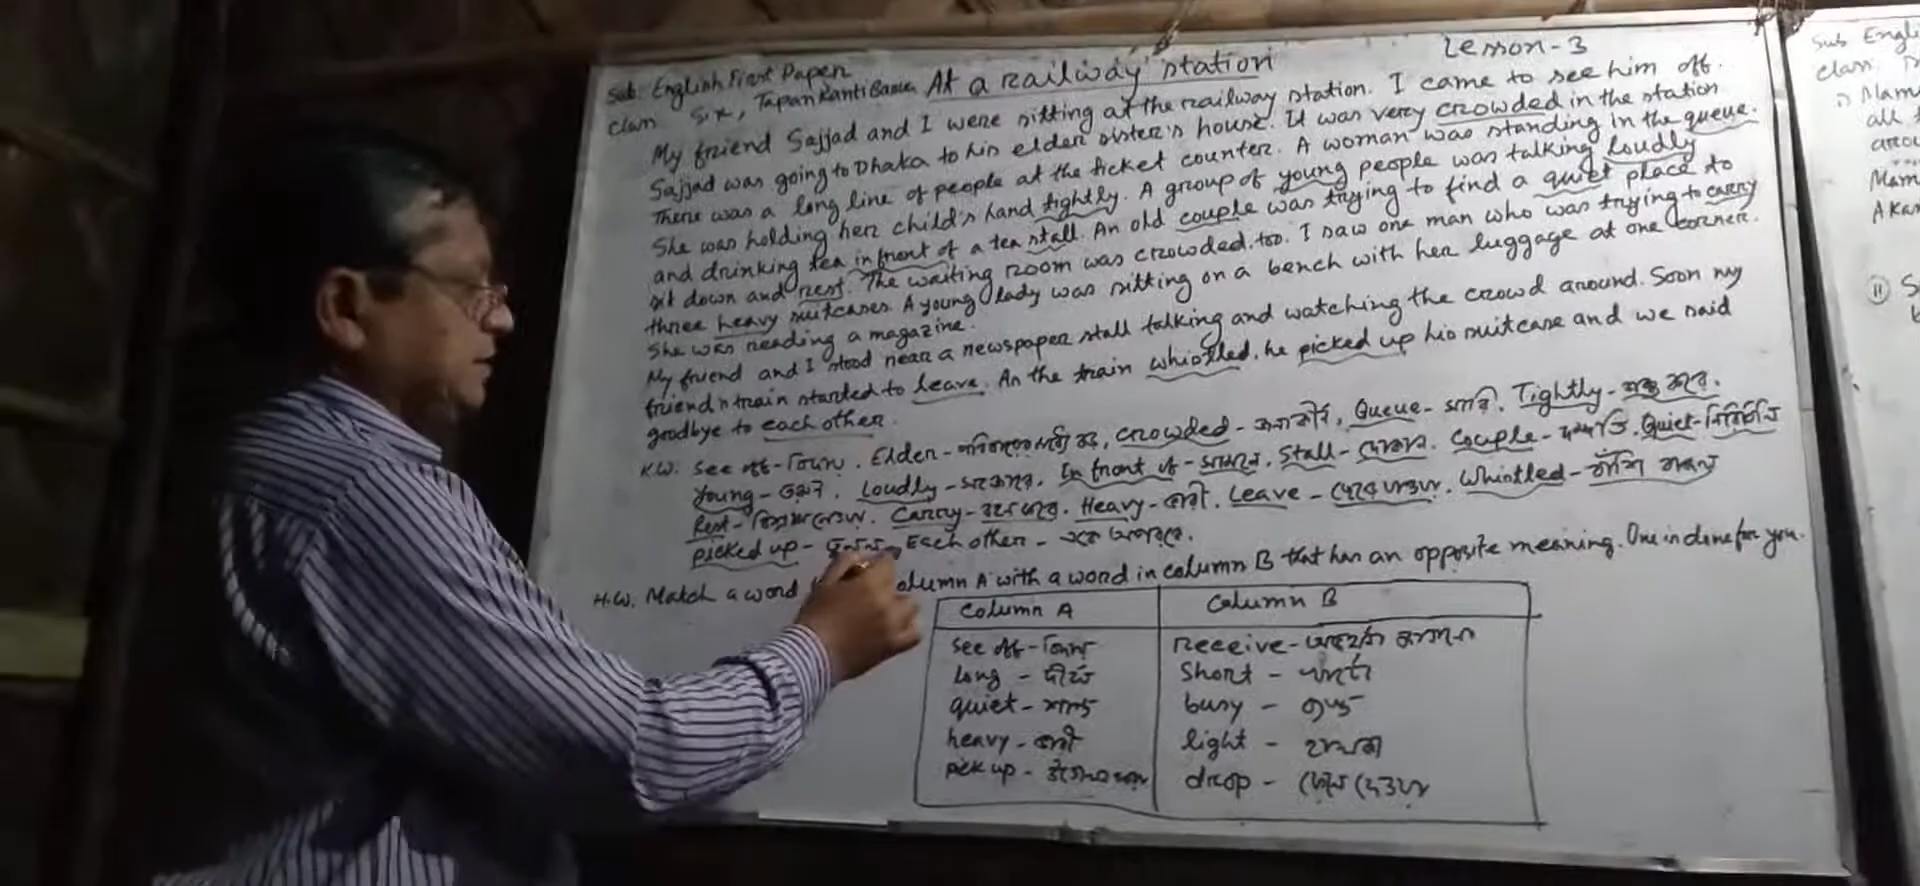 Sub: English First Paper
Class Six, Tapan Kanti
At a railway station
Lesson - 3
My friend Sajjad and I were sitting at the railway station. I came to see him off.
Sajjad was going to Dhaka to his elder sister's house. It was very crowded in the station
There was a long line of people at the ticket counter. A woman was standing in the queue.
She was holding her child's hand tightly. A group of young people was talking loudly
and drinking tea in front of a tea stall. An old couple was trying to find a quiet place to
sit down and rest. The waiting room was crowded, too. I saw one man who was trying to carry
three heavy suitcases. A young lady was sitting on a bench with her luggage at one corner.
She was reading a magazine.
My friend and I stood near a newspaper stall talking and watching the crowd around. Soon my
friend's train started to leave. As the train whistled, he picked up his suitcase and we said
goodbye to each other.
K.W: See off - বিদায়. Elder - crowded - জনাকীর্ণ, Queue - সারি. Tightly - শক্ত করে.
Young - তরুণ. Loudly - In front of - সামনে. Stall - দোকান. Couple - দম্পতি. Quiet - নিরিবিলি
Rest - বিশ্রাম নেওয়া. Carry - বহন করা. Heavy - ভারী. Leave - ছেড়ে যাওয়া. Whistled - বাঁশি বাজানো
picked up - Each other - একে অপরকে.
H.W. Match a word column A with a word in column B that has an opposite meaning. One is done for you.
Column A Column B
See off - বিদায় Receive - অভ্যর্থনা জানানো
Long - দীর্ঘ Short - খাটো
quiet - শান্ত busy - ব্যস্ত
heavy - ভারী light - হালকা
pick up - drop - ফেলে দেওয়া
Sub Engli
Class:
i) Mam
all
arou
Mam
Akas
ii) S